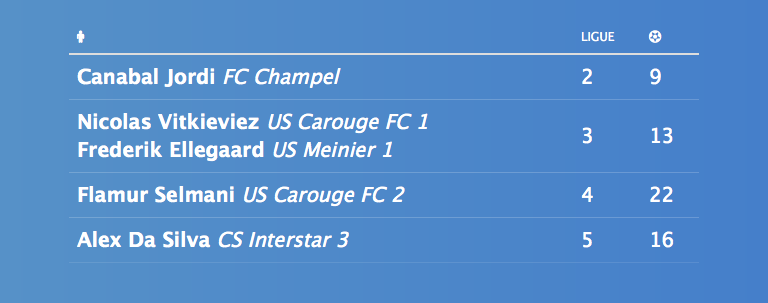 LIGUE
Canabal Jordi FC Champel 2 9
Nicolas Vitkieviez US Carouge FC 1
Frederik Ellegaard US Meinier 1
3 13
Flamur Selmani US Carouge FC 2 4 22
Alex Da Silva CS Interstar 3 5 16